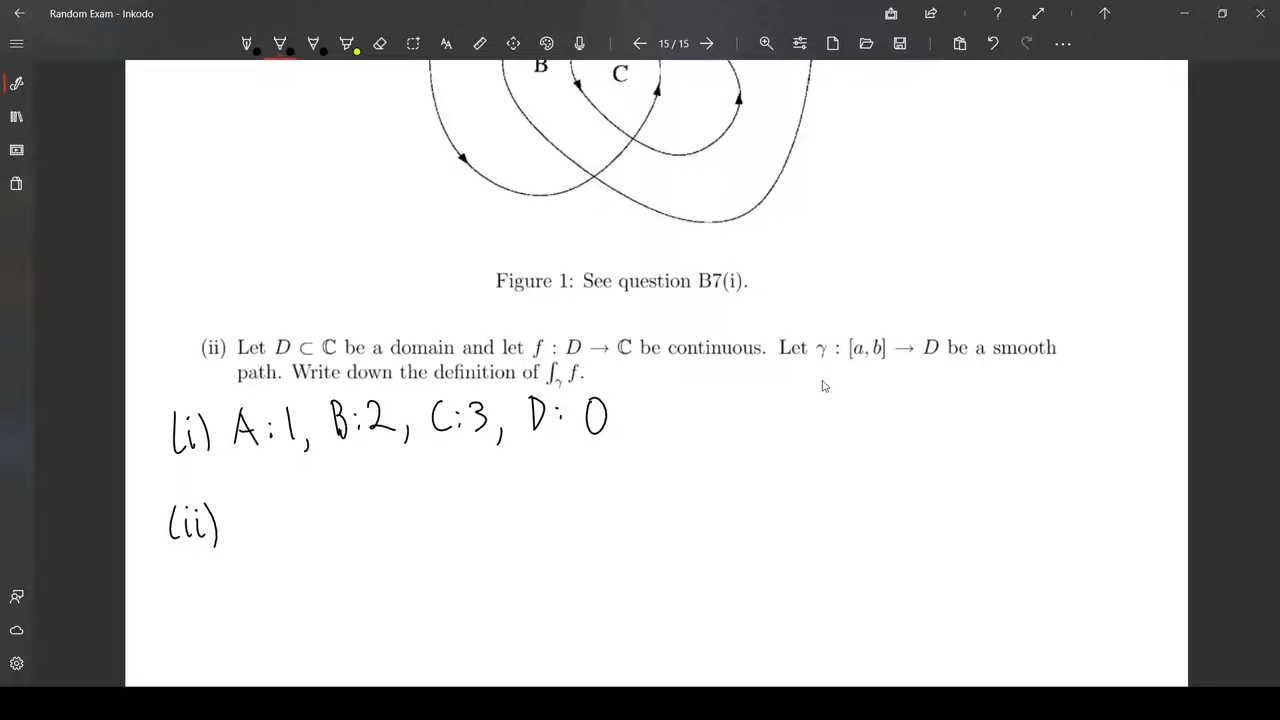 Random Exam - Inkodo
15 / 15
B
C
Figure 1: See question B7(i).
(ii) Let D ⊂ ℂ be a domain and let f : D → ℂ be continuous. Let γ : [a, b] → D be a smooth
path. Write down the definition of ∫_γ f.
(i) A:1, B:2, C:3, D: 0
(ii)